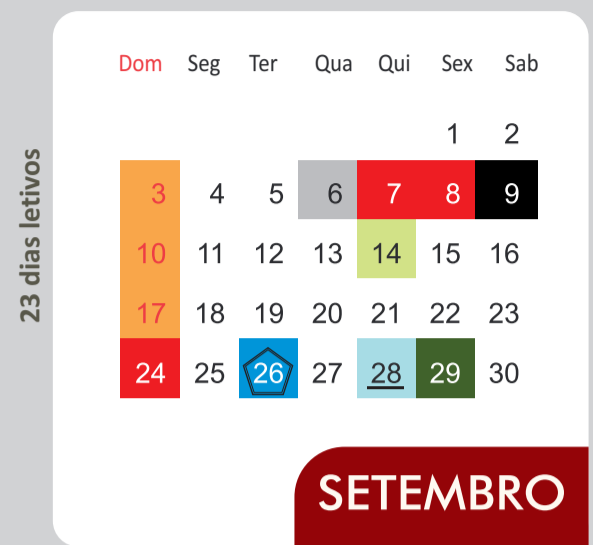 23 dias letivos
Dom Seg Ter Qua Qui Sex Sab
1 2
3 4 5 6 7 8 9
10 11 12 13 14 15 16
17 18 19 20 21 22 23
24 25 26 27 28 29 30
SETEMBRO